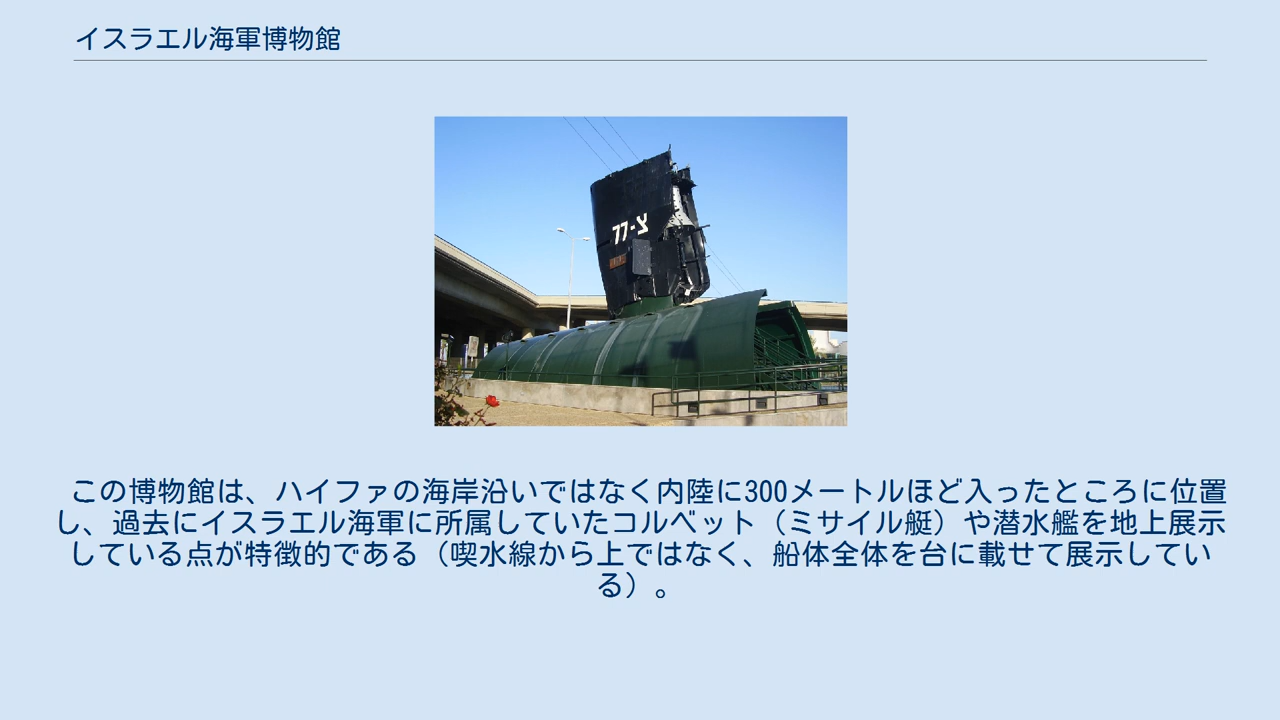 イスラエル海軍博物館
77-צ
この博物館は、ハイファの海岸沿いではなく内陸に300メートルほど入ったところに位置
し、過去にイスラエル海軍に所属していたコルベット（ミサイル艇）や潜水艦を地上展示
している点が特徴的である（喫水線から上ではなく、船体全体を台に載せて展示してい
る）。